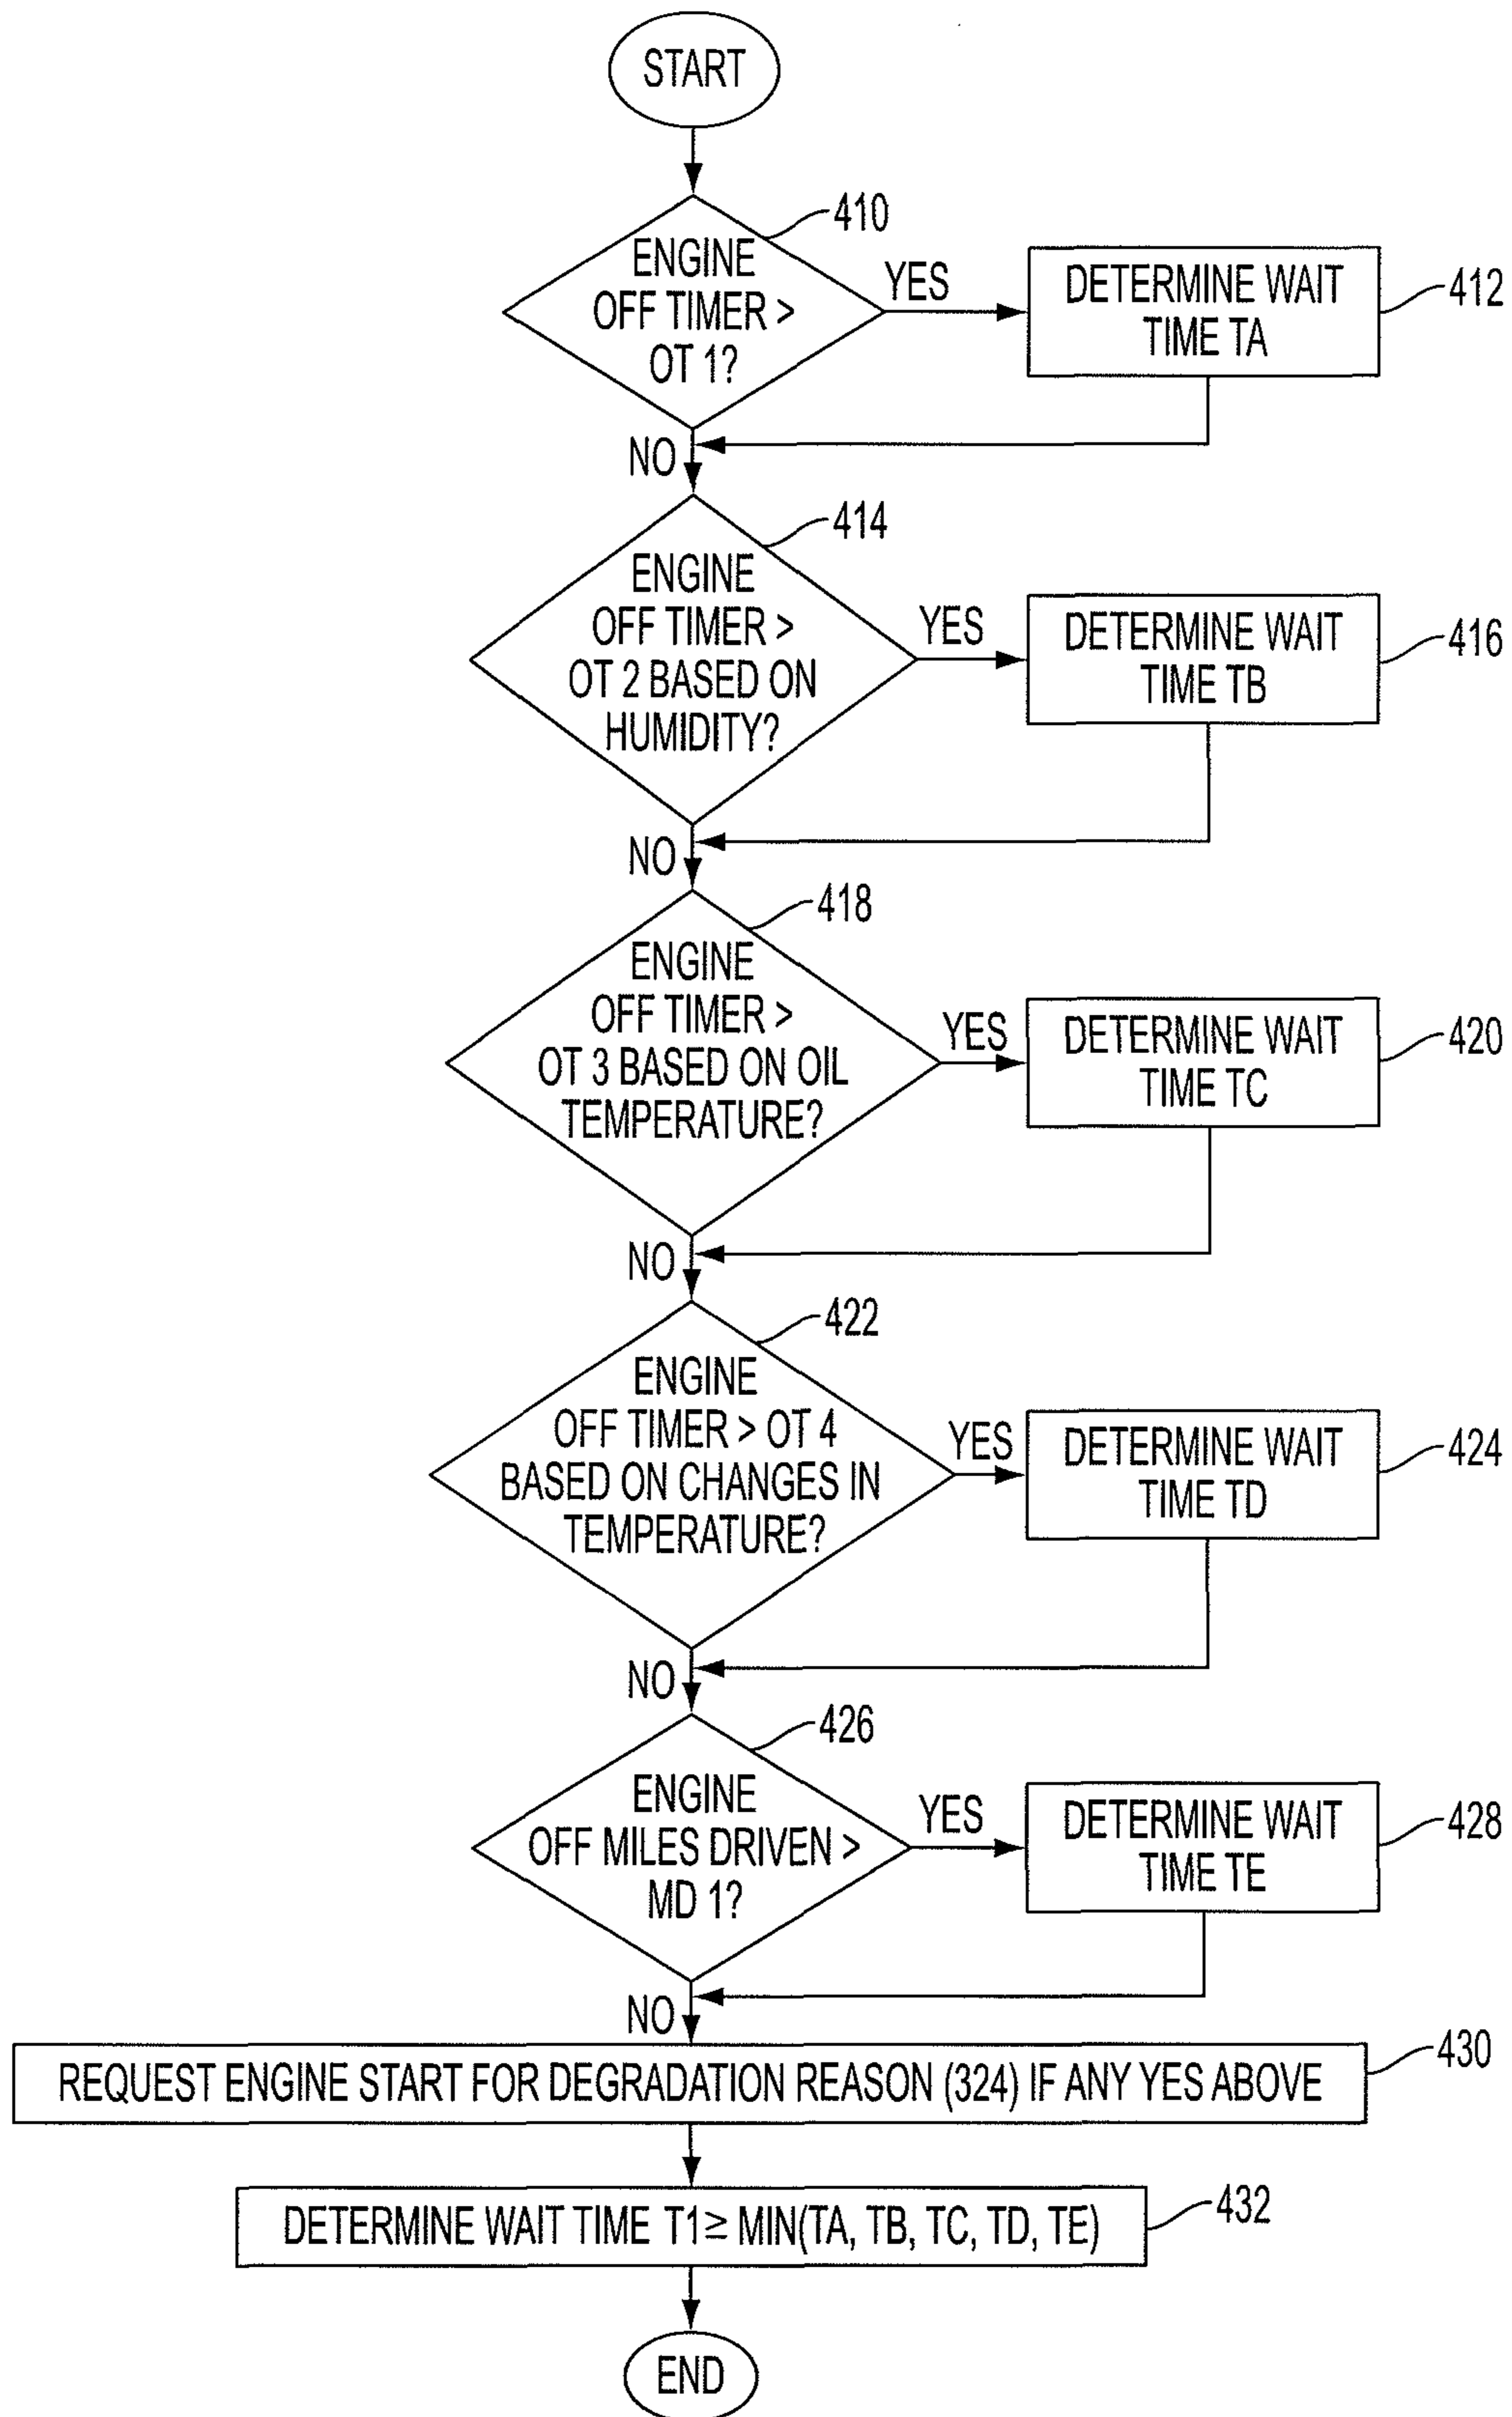 START
410
ENGINE
OFF TIMER >
OT 1?
YES
DETERMINE WAIT
TIME TA
412
NO
414
ENGINE
OFF TIMER >
OT 2 BASED ON
HUMIDITY?
YES
DETERMINE WAIT
TIME TB
416
NO
418
ENGINE
OFF TIMER >
OT 3 BASED ON OIL
TEMPERATURE?
YES
DETERMINE WAIT
TIME TC
420
NO
422
ENGINE
OFF TIMER > OT 4
BASED ON CHANGES IN
TEMPERATURE?
YES
DETERMINE WAIT
TIME TD
424
NO
426
ENGINE
OFF MILES DRIVEN >
MD 1?
YES
DETERMINE WAIT
TIME TE
428
NO
REQUEST ENGINE START FOR DEGRADATION REASON (324) IF ANY YES ABOVE
430
DETERMINE WAIT TIME T1 ≧ MIN(TA, TB, TC, TD, TE)
432
END